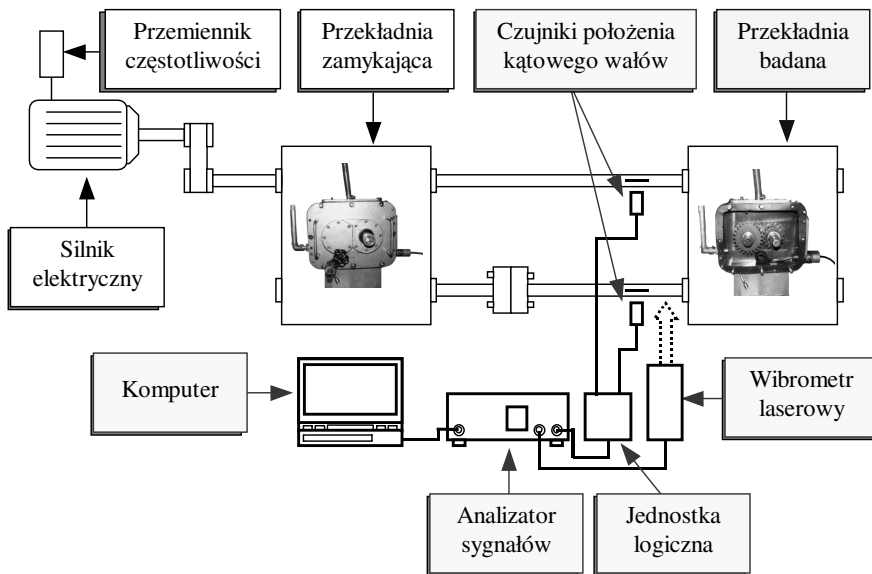 Przemiennik
częstotliwości
Przekładnia
zamykająca
Czujniki położenia
kątowego wałów
Przekładnia
badana
Silnik
elektryczny
Komputer
Wibrometr
laserowy
Analizator
sygnałów
Jednostka
logiczna